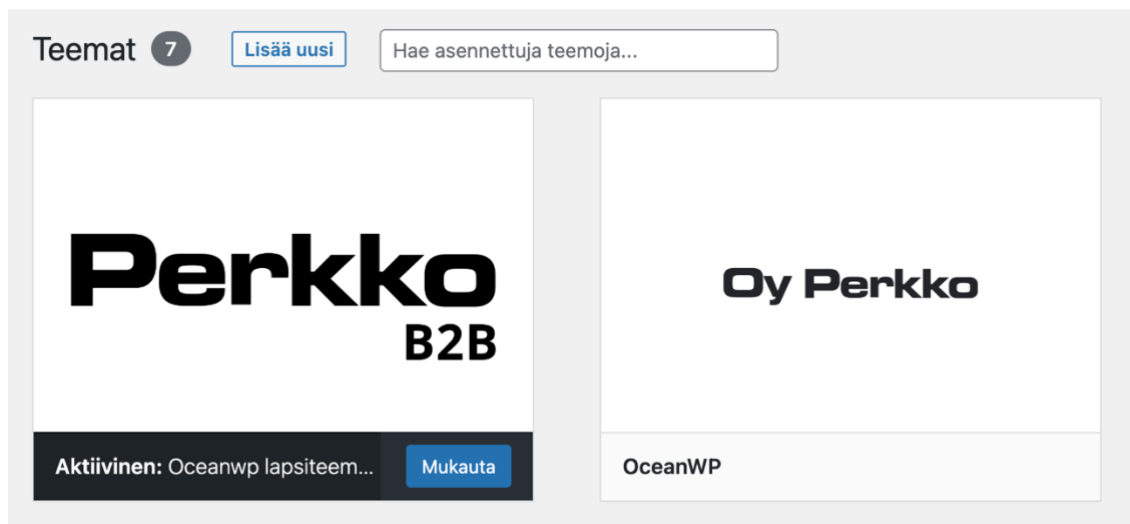 Teemat 7 Lisää uusi Hae asennettuja teemoja...
Perkko
B2B
Oy Perkko
Aktiivinen: Oceanwp lapsiteem... Mukauta
OceanWP